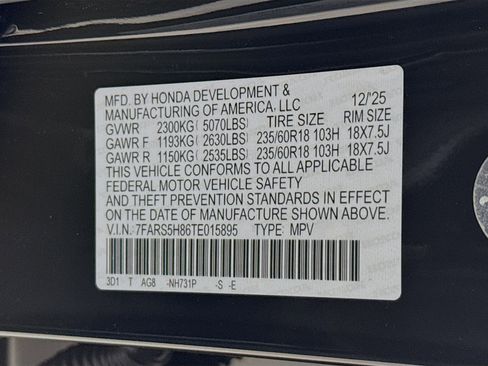 MFD. BY HONDA DEVELOPMENT &
MANUFACTURING OF AMERICA, LLC 12/'25
GVWR 2300KG( 5070LBS) TIRE SIZE RIM SIZE
GAWR F 1193KG( 2630LBS) 235/60R18 103H 18X7.5J
GAWR R 1150KG( 2535LBS) 235/60R18 103H 18X7.5J
THIS VEHICLE CONFORMS TO ALL APPLICABLE
FEDERAL MOTOR VEHICLE SAFETY
AND THEFT PREVENTION STANDARDS IN EFFECT
ON THE DATE OF MANUFACTURE SHOWN ABOVE.
V.I.N.:7FARS5H86TE015895 TYPE: MPV
3D1 T AG8 -NH731P -S -E